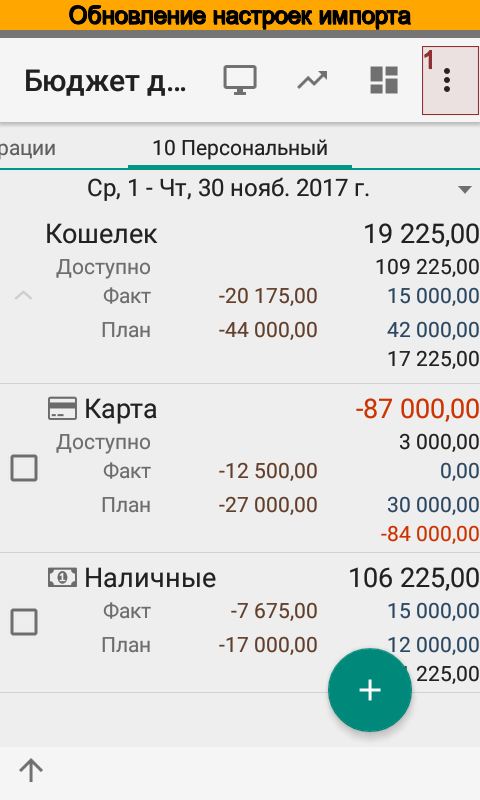 Обновление настроек импорта
Бюджет д...
1
рации
10 Персональный
Ср, 1 - Чт, 30 нояб. 2017 г.
Кошелек 19 225,00
Доступно 109 225,00
Факт -20 175,00 15 000,00
План -44 000,00 42 000,00
17 225,00
Карта -87 000,00
Доступно 3 000,00
Факт -12 500,00 0,00
План -27 000,00 30 000,00
-84 000,00
Наличные 106 225,00
Факт -7 675,00 15 000,00
План -17 000,00 12 000,00
225,00
+